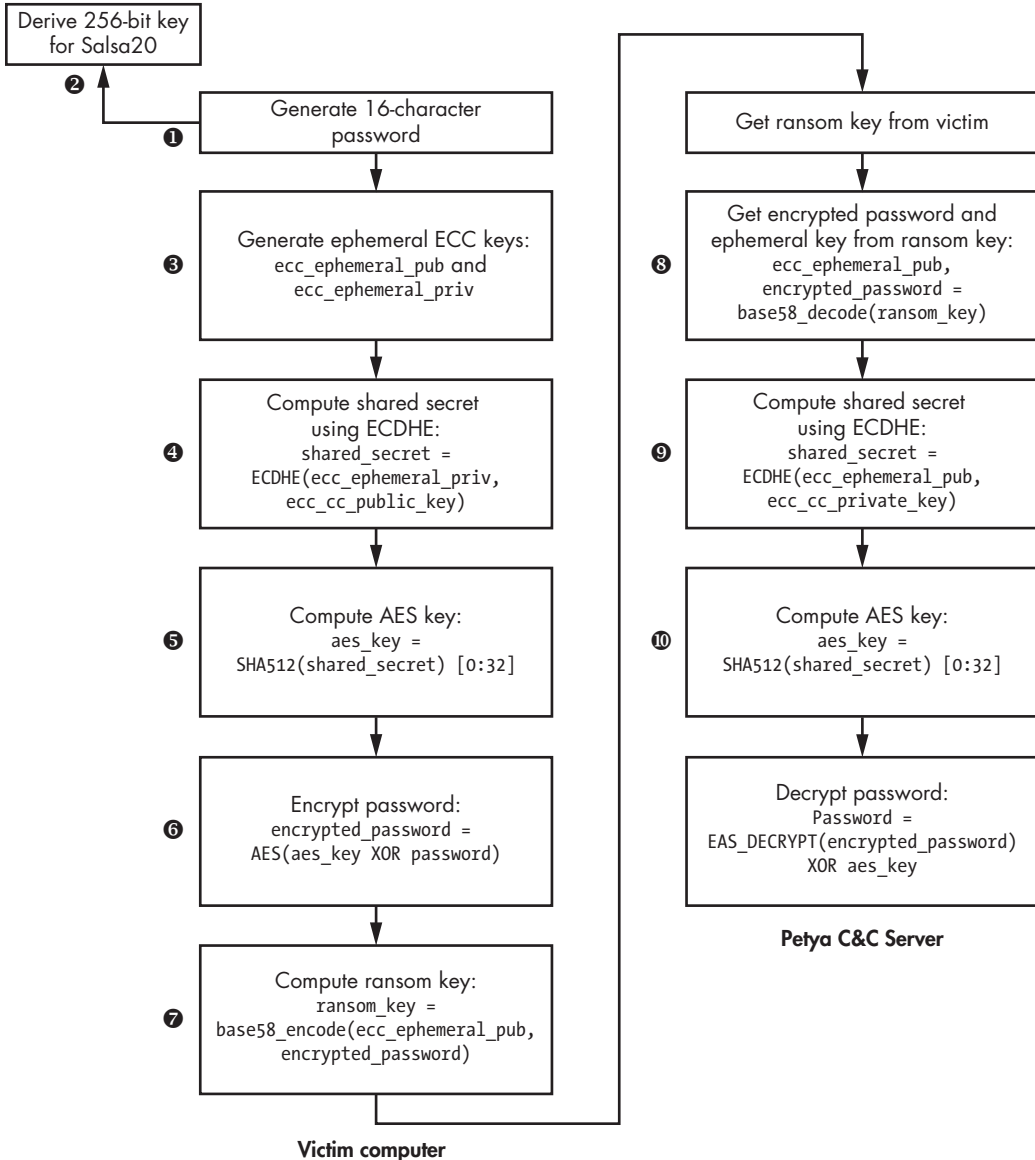 Derive 256-bit key
for Salsa20
❷
❶
Generate 16-character
password
❸
Generate ephemeral ECC keys:
ecc_ephemeral_pub and
ecc_ephemeral_priv
❹
Compute shared secret
using ECDHE:
shared_secret =
ECDHE(ecc_ephemeral_priv,
ecc_cc_public_key)
❺
Compute AES key:
aes_key =
SHA512(shared_secret) [0:32]
❻
Encrypt password:
encrypted_password =
AES(aes_key XOR password)
❼
Compute ransom key:
ransom_key =
base58_encode(ecc_ephemeral_pub,
encrypted_password)
Victim computer
Get ransom key from victim
❽
Get encrypted password and
ephemeral key from ransom key:
ecc_ephemeral_pub,
encrypted_password =
base58_decode(ransom_key)
❾
Compute shared secret
using ECDHE:
shared_secret =
ECDHE(ecc_ephemeral_pub,
ecc_cc_private_key)
❿
Compute AES key:
aes_key =
SHA512(shared_secret) [0:32]
Decrypt password:
Password =
EAS_DECRYPT(encrypted_password)
XOR aes_key
Petya C&C Server